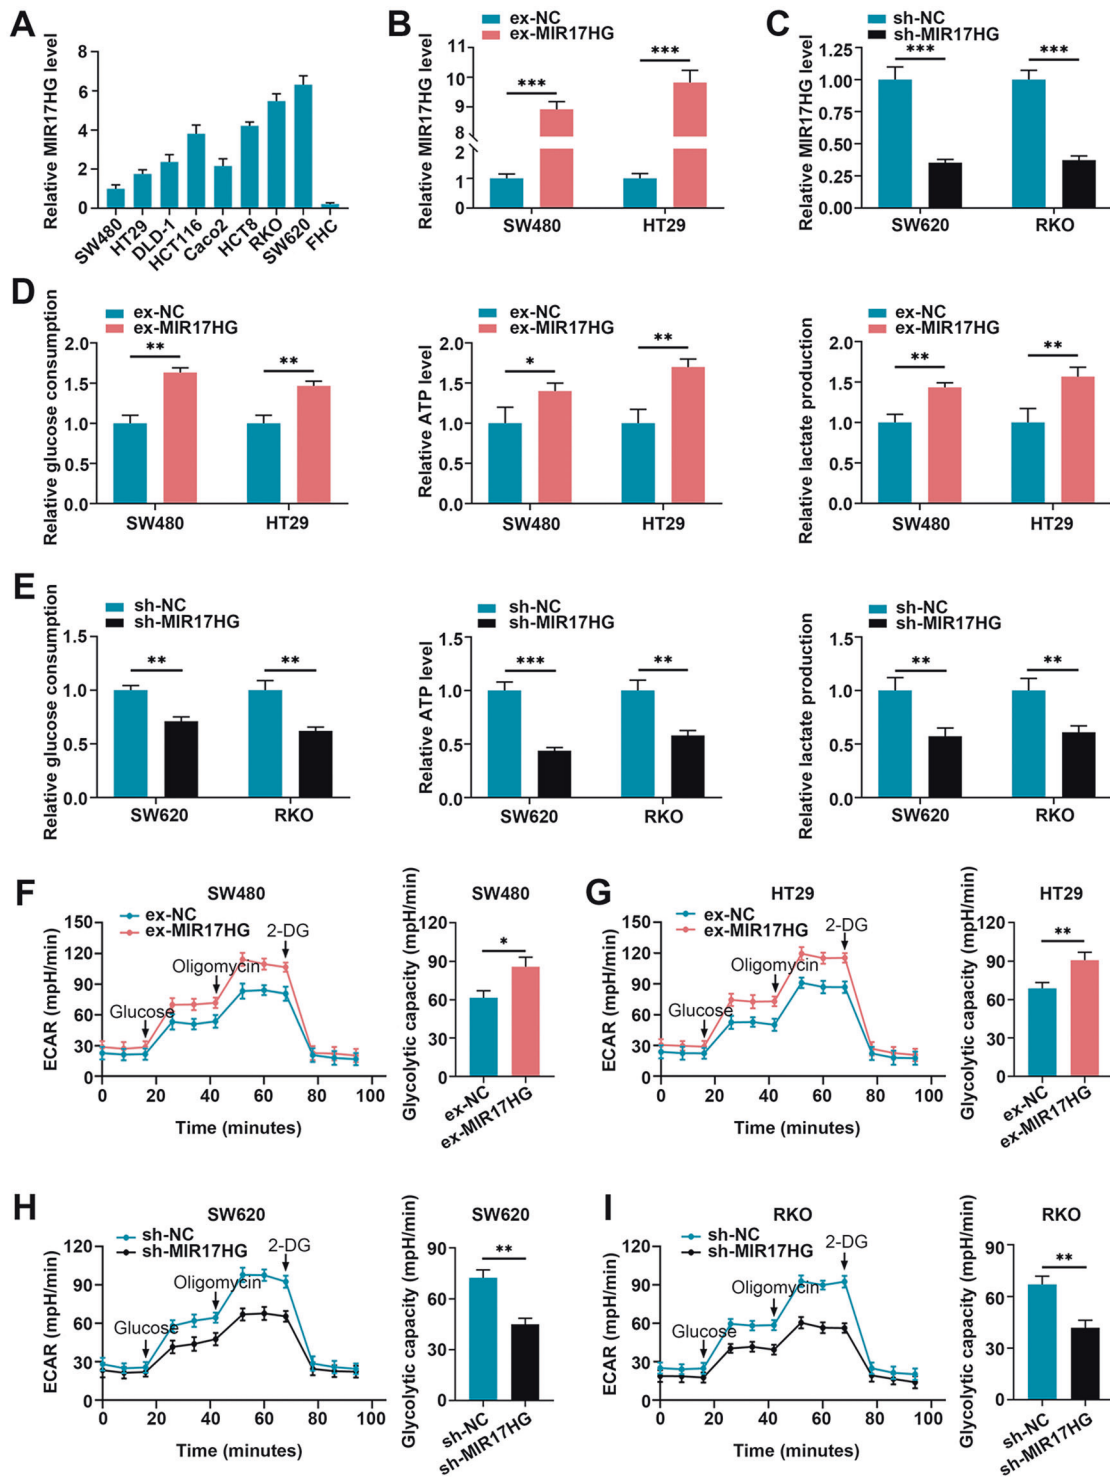 A
Relative MIR17HG level
8
6
4
2
0
SW480
HT29
DLD-1
HCT116
Caco2
HCT8
RKO
SW620
FHC
B
ex-NC
ex-MIR17HG
Relative MIR17HG level
11
10
9
8
2
1
0
***
***
SW480
HT29
C
sh-NC
sh-MIR17HG
Relative MIR17HG level
1.25
1.00
0.75
0.50
0.25
0.00
***
***
SW620
RKO
D
ex-NC
ex-MIR17HG
Relative glucose consumption
2.0
1.5
1.0
0.5
0.0
**
**
SW480
HT29
ex-NC
ex-MIR17HG
Relative ATP level
2.0
1.5
1.0
0.5
0.0
*
**
SW480
HT29
ex-NC
ex-MIR17HG
Relative lactate production
2.0
1.5
1.0
0.5
0.0
**
**
SW480
HT29
E
sh-NC
sh-MIR17HG
Relative glucose consumption
1.5
1.0
0.5
0.0
**
**
SW620
RKO
sh-NC
sh-MIR17HG
Relative ATP level
1.5
1.0
0.5
0.0
***
**
SW620
RKO
sh-NC
sh-MIR17HG
Relative lactate production
1.5
1.0
0.5
0.0
**
**
SW620
RKO
F
SW480
ex-NC
ex-MIR17HG
ECAR (mpH/min)
150
120
90
60
30
0
Glucose
Oligomycin
2-DG
0 20 40 60 80 100
Time (minutes)
SW480
Glycolytic capacity (mpH/min)
120
90
60
30
0
*
ex-NC
ex-MIR17HG
G
HT29
ex-NC
ex-MIR17HG
ECAR (mpH/min)
150
120
90
60
30
0
Glucose
Oligomycin
2-DG
0 20 40 60 80 100
Time (minutes)
HT29
Glycolytic capacity (mpH/min)
120
90
60
30
0
**
ex-NC
ex-MIR17HG
H
SW620
sh-NC
sh-MIR17HG
ECAR (mpH/min)
120
90
60
30
0
Glucose
Oligomycin
2-DG
0 20 40 60 80 100
Time (minutes)
SW620
Glycolytic capacity (mpH/min)
90
60
30
0
**
sh-NC
sh-MIR17HG
I
RKO
sh-NC
sh-MIR17HG
ECAR (mpH/min)
120
90
60
30
0
Glucose
Oligomycin
2-DG
0 20 40 60 80 100
Time (minutes)
RKO
Glycolytic capacity (mpH/min)
90
60
30
0
**
sh-NC
sh-MIR17HG